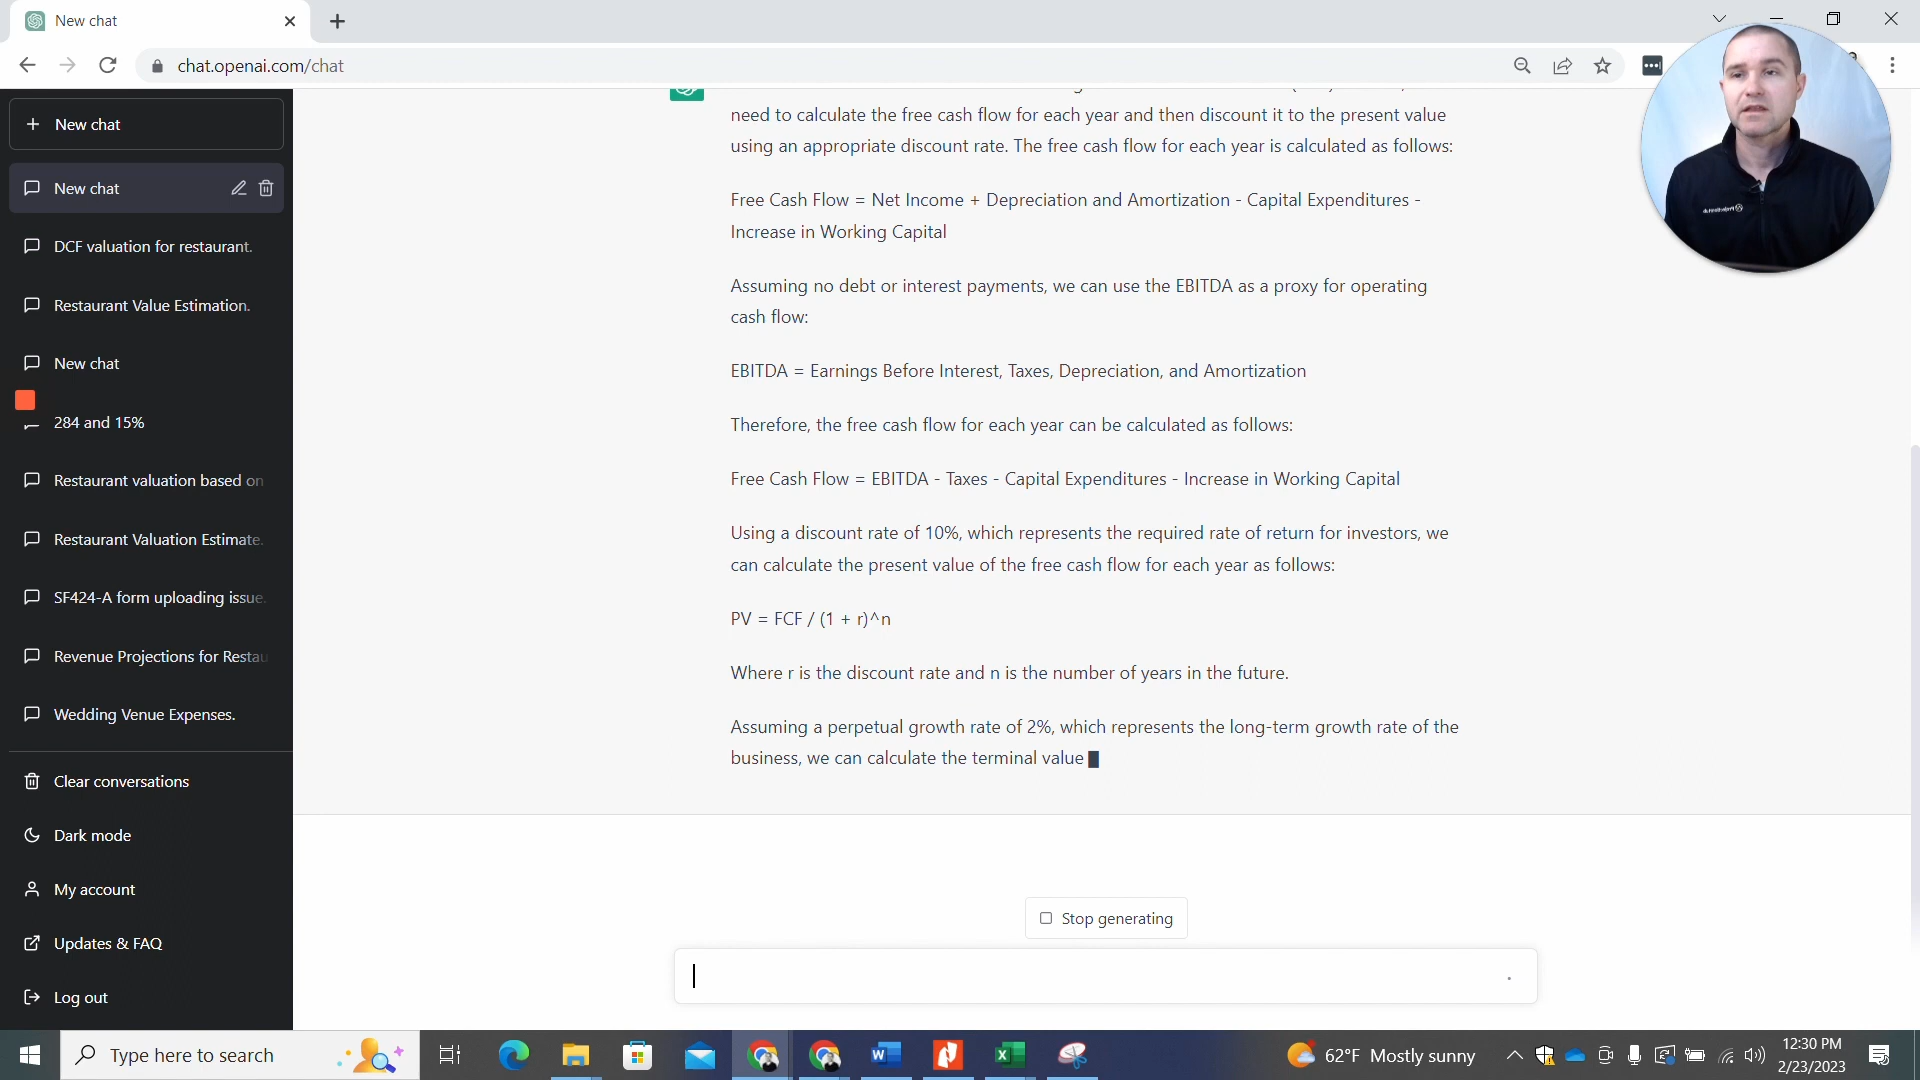 New chat
chat.openai.com/chat
New chat
New chat
DCF valuation for restaurant.
Restaurant Value Estimation.
New chat
284 and 15%
Restaurant valuation based on
Restaurant Valuation Estimate.
SF424-A form uploading issue.
Revenue Projections for Restau
Wedding Venue Expenses.
Clear conversations
Dark mode
My account
Updates & FAQ
Log out
need to calculate the free cash flow for each year and then discount it to the present value
using an appropriate discount rate. The free cash flow for each year is calculated as follows:
Free Cash Flow = Net Income + Depreciation and Amortization - Capital Expenditures -
Increase in Working Capital
Assuming no debt or interest payments, we can use the EBITDA as a proxy for operating
cash flow:
EBITDA = Earnings Before Interest, Taxes, Depreciation, and Amortization
Therefore, the free cash flow for each year can be calculated as follows:
Free Cash Flow = EBITDA - Taxes - Capital Expenditures - Increase in Working Capital
Using a discount rate of 10%, which represents the required rate of return for investors, we
can calculate the present value of the free cash flow for each year as follows:
PV = FCF / (1 + r)^n
Where r is the discount rate and n is the number of years in the future.
Assuming a perpetual growth rate of 2%, which represents the long-term growth rate of the
business, we can calculate the terminal value
Stop generating
Type here to search
62°F Mostly sunny
12:30 PM
2/23/2023